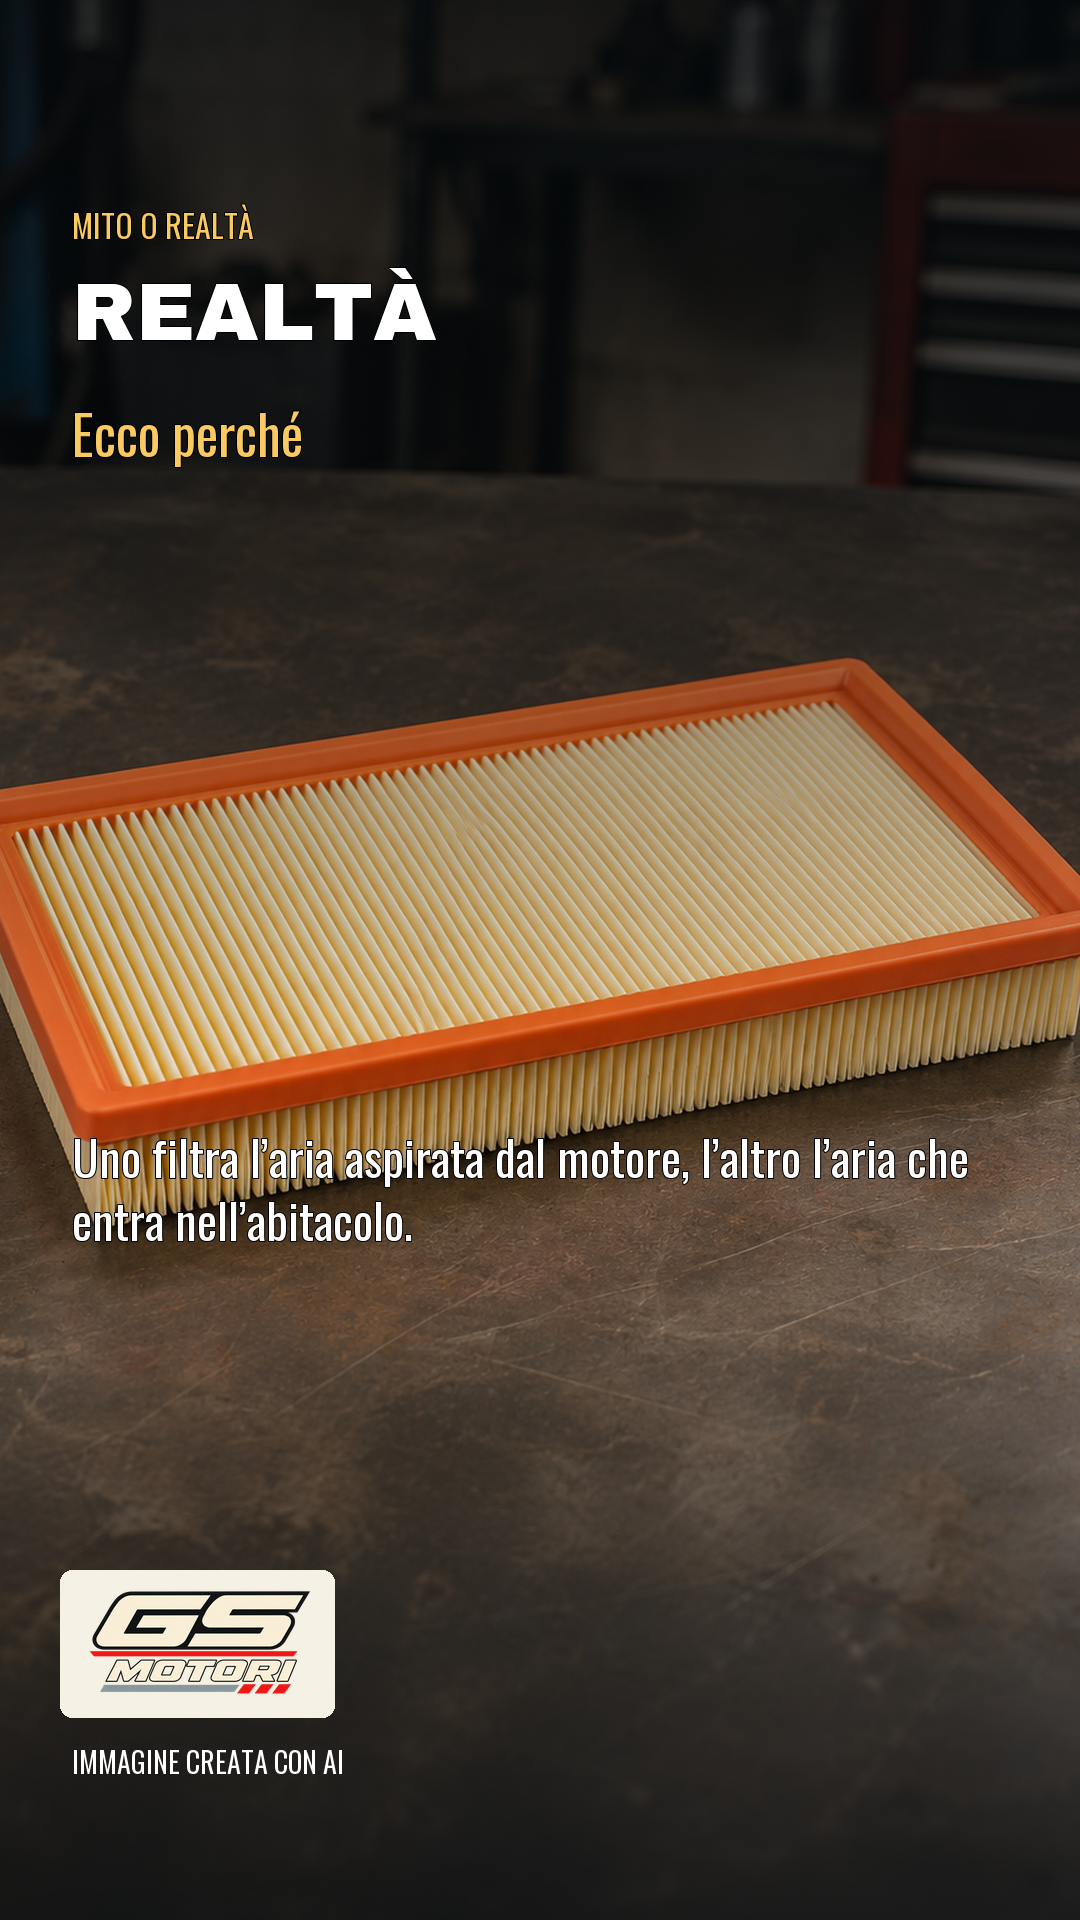 MITO O REALTÀ
REALTÀ
Ecco perché
Uno filtra l’aria aspirata dal motore, l’altro l’aria che
entra nell’abitacolo.
GS
MOTORI
IMMAGINE CREATA CON AI